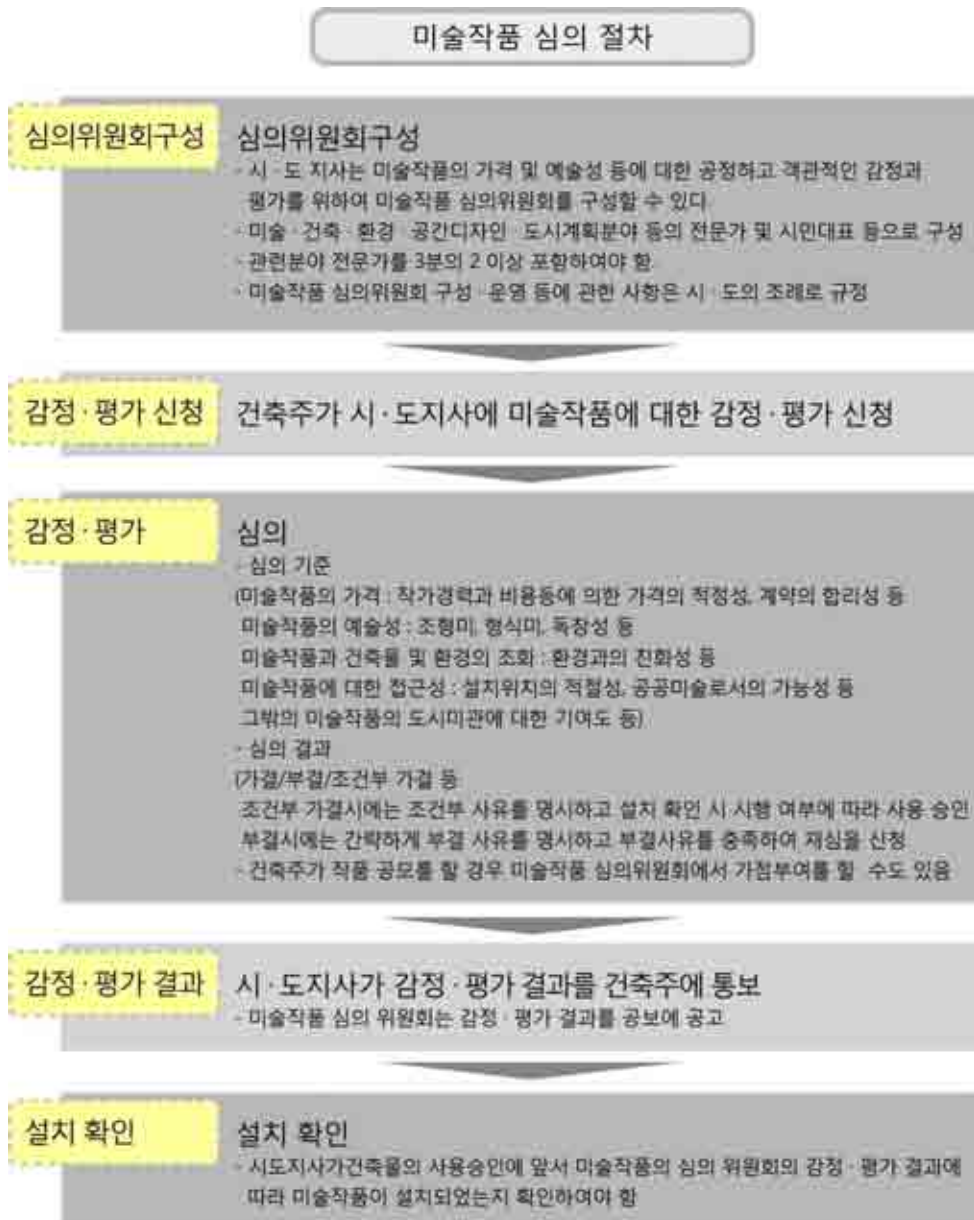 미술작품 심의 절차
심의위원회구성
심의위원회구성
- 시·도 지사는 미술작품의 가격 및 예술성 등에 대한 공정하고 객관적인 감정과
평가를 위하여 미술작품 심의위원회를 구성할 수 있다.
- 미술·건축·환경·공간디자인·도시계획분야 등의 전문가 및 시민대표 등으로 구성
- 관련분야 전문가를 3분의 2 이상 포함하여야 함.
- 미술작품 심의위원회 구성·운영 등에 관한 사항은 시·도의 조례로 규정
감정·평가 신청
건축주가 시·도지사에 미술작품에 대한 감정·평가 신청
감정·평가
심의
- 심의 기준
(미술작품의 가격 : 작가경력과 비용등에 의한 가격의 적정성, 계약의 합리성 등
미술작품의 예술성 : 조형미, 형식미, 독창성 등
미술작품과 건축물 및 환경의 조화 : 환경과의 친화성 등
미술작품에 대한 접근성 : 설치위치의 적절성, 공공미술로서의 가능성 등
그밖의 미술작품의 도시미관에 대한 기여도 등)
- 심의 결과
(가결/부결/조건부 가결 등
조건부 가결시에는 조건부 사유를 명시하고 설치 확인 시 시행 여부에 따라 사용 승인
부결시에는 간략하게 부결 사유를 명시하고 부결사유를 충족하여 재심을 신청
- 건축주가 작품 공모를 할 경우 미술작품 심의위원회에서 가점부여를 할 수도 있음
감정·평가 결과
시·도지사가 감정·평가 결과를 건축주에 통보
- 미술작품 심의 위원회는 감정·평가 결과를 공보에 공고
설치 확인
설치 확인
- 시도지사가건축물의 사용승인에 앞서 미술작품의 심의 위원회의 감정·평가 결과에
따라 미술작품이 설치되었는지 확인하여야 함